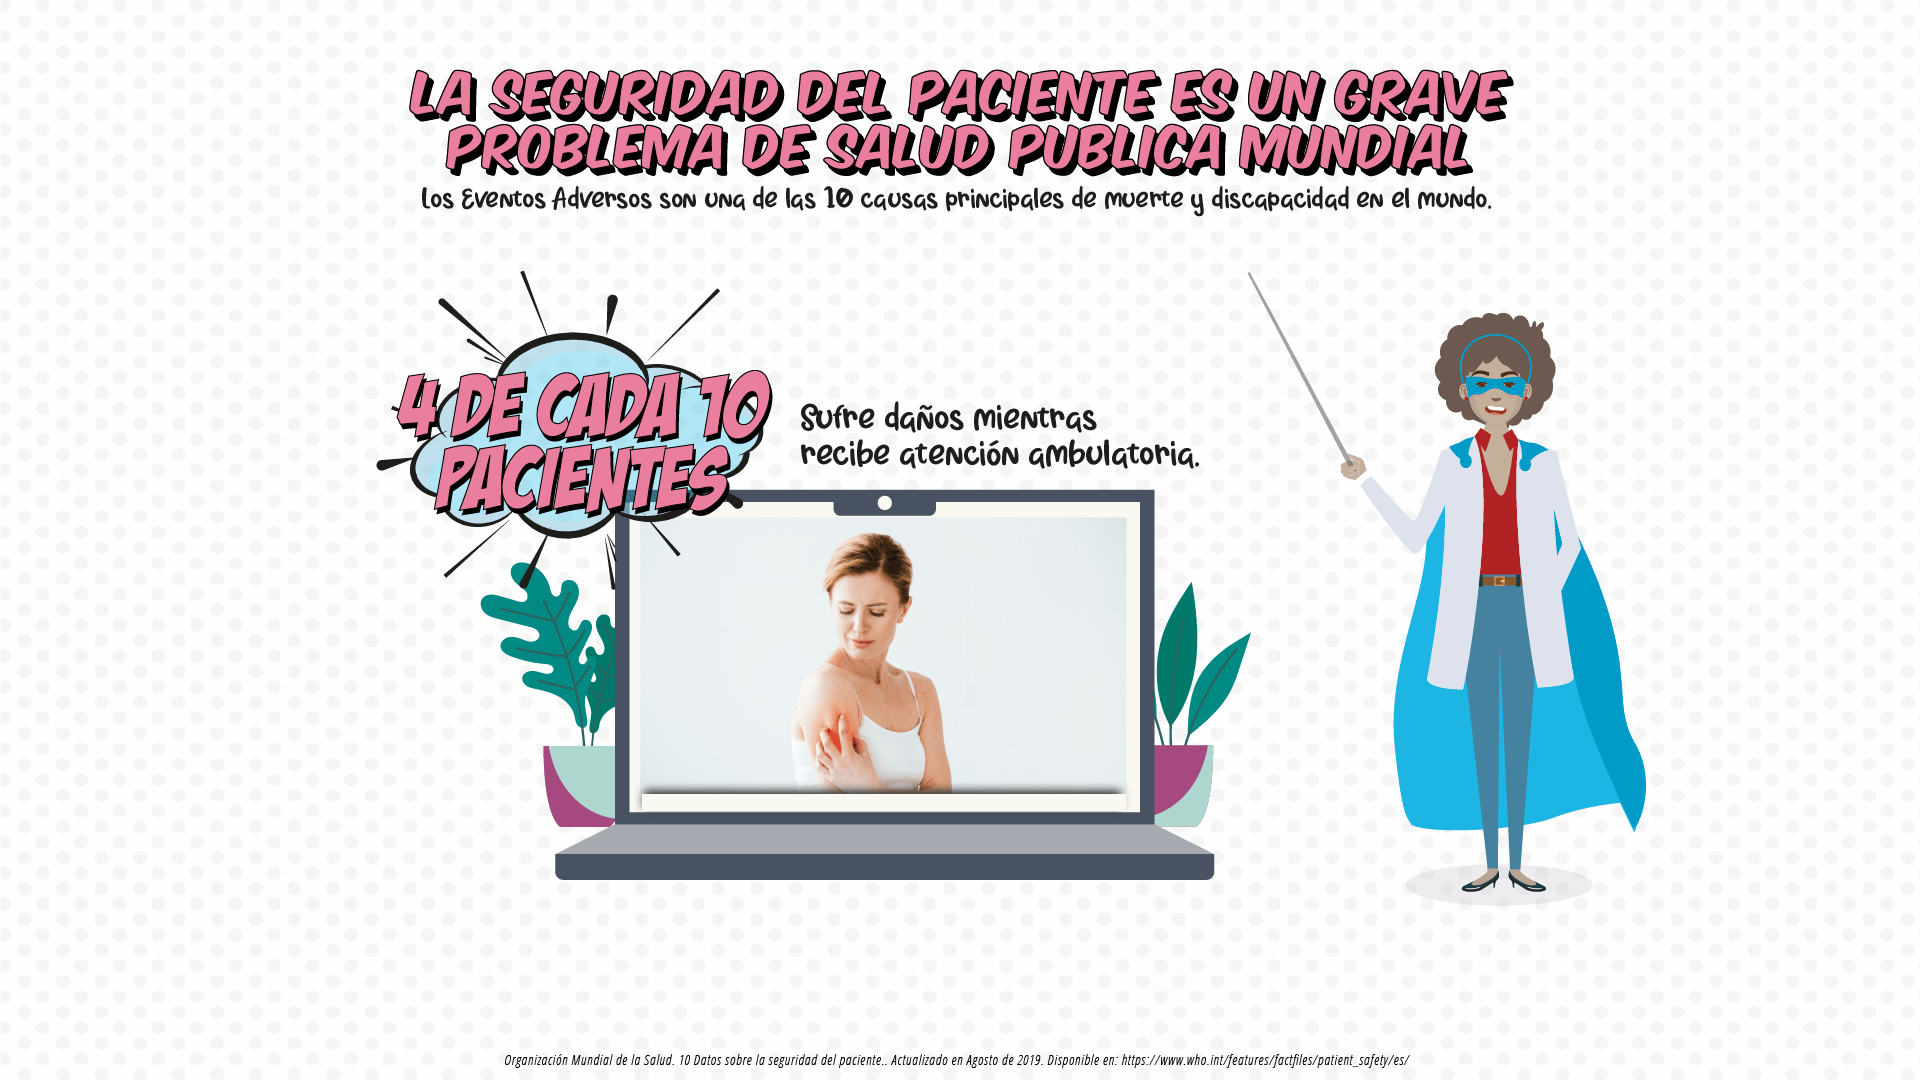 LA SEGURIDAD DEL PACIENTE ES UN GRAVE
PROBLEMA DE SALUD PUBLICA MUNDIAL
Los Eventos Adversos son una de las 10 causas principales de muerte y discapacidad en el mundo.
4 DE CADA 10
PACIENTES
Sufre daños mientras
recibe atención ambulatoria.
Organización Mundial de la Salud. 10 Datos sobre la seguridad del paciente.. Actualizado en Agosto de 2019. Disponible en: https://www.who.int/features/factfiles/patient_safety/es/